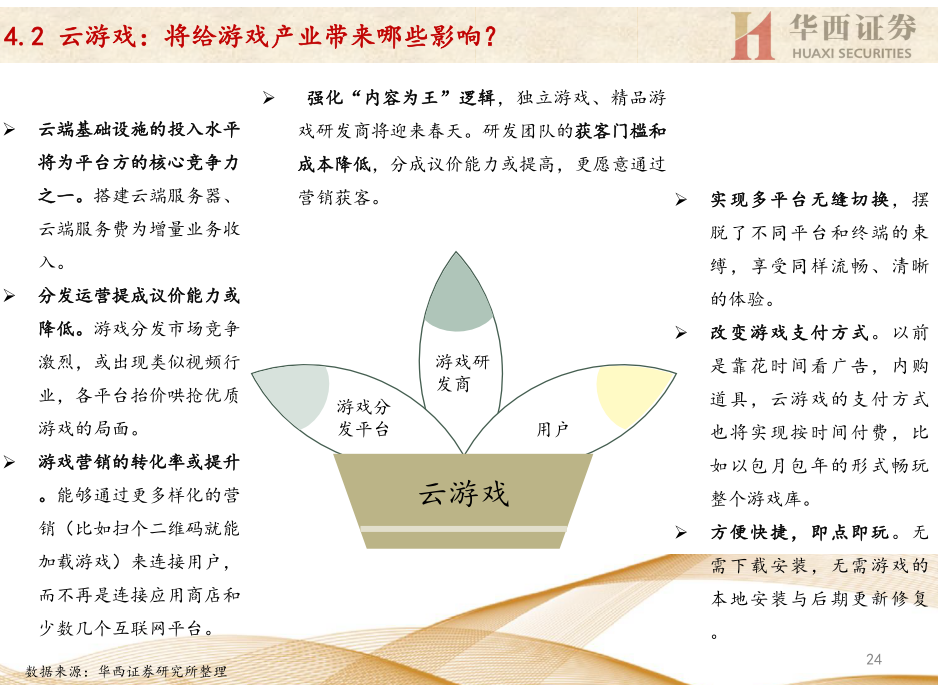 4.2 云游戏：将给游戏产业带来哪些影响？
华西证券
HUAXI SECURITIES
➢ 强化“内容为王”逻辑，独立游戏、精品游
戏研发商将迎来春天。研发团队的获客门槛和
成本降低，分成议价能力或提高，更愿意通过
营销获客。
➢ 云端基础设施的投入水平
将为平台方的核心竞争力
之一。搭建云端服务器、
云端服务费为增量业务收
入。
➢ 分发运营提成议价能力或
降低。游戏分发市场竞争
激烈，或出现类似视频行
业，各平台抬价哄抢优质
游戏的局面。
➢ 游戏营销的转化率或提升
。能够通过更多样化的营
销（比如扫个二维码就能
加载游戏）来连接用户，
而不再是连接应用商店和
少数几个互联网平台。
游戏研
发商
游戏分
发平台
用户
云游戏
➢ 实现多平台无缝切换，摆
脱了不同平台和终端的束
缚，享受同样流畅、清晰
的体验。
➢ 改变游戏支付方式。以前
是靠花时间看广告，内购
道具，云游戏的支付方式
也将实现按时间付费，比
如以包月包年的形式畅玩
整个游戏库。
➢ 方便快捷，即点即玩。无
需下载安装，无需游戏的
本地安装与后期更新修复
。
数据来源：华西证券研究所整理
24